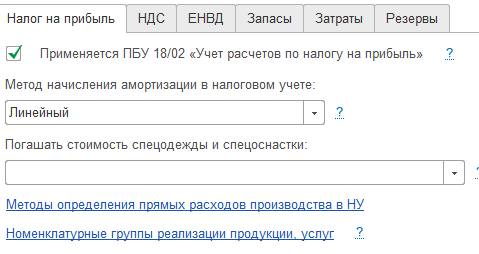 Налог на прибыль НДС ЕНВД Запасы Затраты Резервы
Применяется ПБУ 18/02 «Учет расчетов по налогу на прибыль» ?
Метод начисления амортизации в налоговом учете:
Линейный ?
Погашать стоимость спецодежды и спецоснастки:
?
Методы определения прямых расходов производства в НУ
Номенклатурные группы реализации продукции, услуг ?